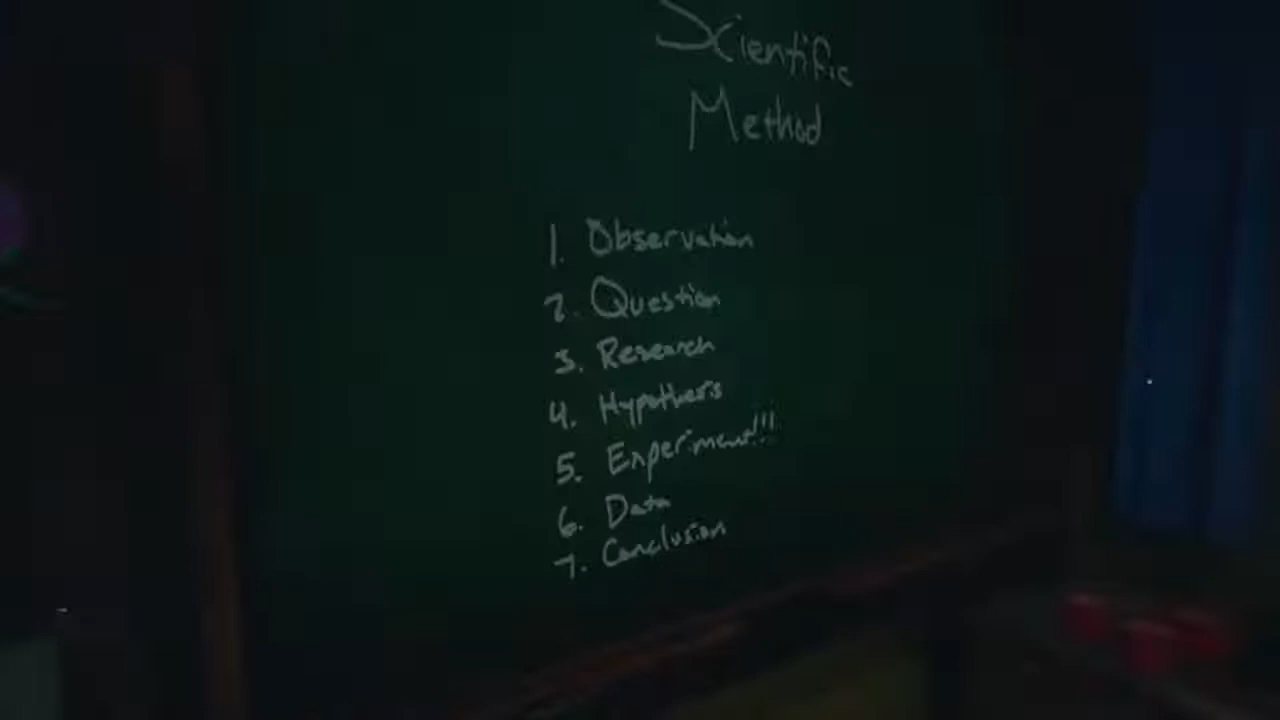 Scientific
Method
1. Observation
2. Question
3. Research
4. Hypothesis
5. Experiment!!!
6. Data
7. Conclusion